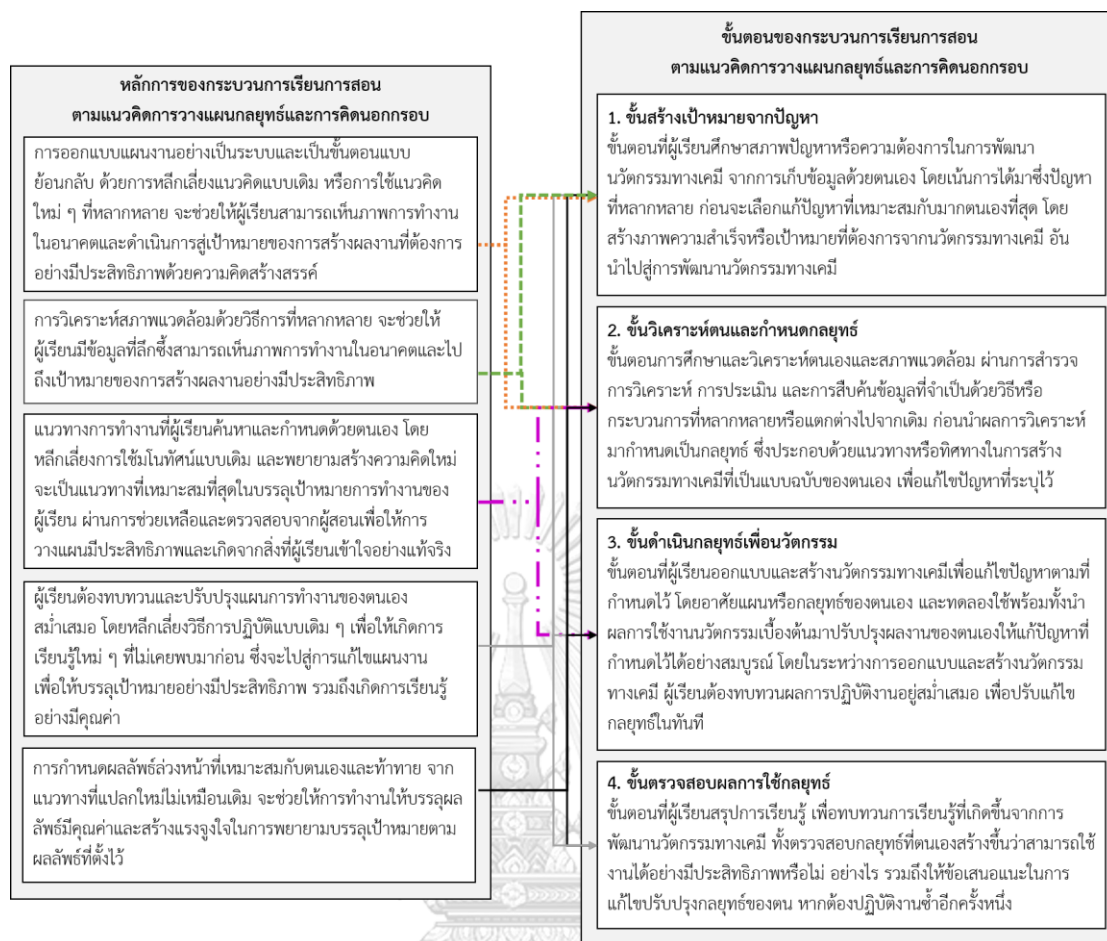 หลักการของกระบวนการเรียนการสอน
ตามแนวคิดการวางแผนกลยุทธ์และการคิดนอกกรอบ
การออกแบบแผนงานอย่างเป็นระบบและเป็นขั้นตอนแบบ
ย้อนกลับ ด้วยการหลีกเลี่ยงแนวคิดแบบเดิม หรือการใช้แนวคิด
ใหม่ ๆ ที่หลากหลาย จะช่วยให้ผู้เรียนสามารถเห็นภาพการทำงาน
ในอนาคตและดำเนินการสู่เป้าหมายของการสร้างผลงานที่ต้องการ
อย่างมีประสิทธิภาพด้วยความคิดสร้างสรรค์
การวิเคราะห์สภาพแวดล้อมด้วยวิธีการที่หลากหลาย จะช่วยให้
ผู้เรียนมีข้อมูลที่ลึกซึ้งสามารถเห็นภาพการทำงานในอนาคตและไป
ถึงเป้าหมายของการสร้างผลงานอย่างมีประสิทธิภาพ
แนวทางการทำงานที่ผู้เรียนค้นหาและกำหนดด้วยตนเอง โดย
หลีกเลี่ยงการใช้มโนทัศน์แบบเดิม และพยายามสร้างความคิดใหม่
จะเป็นแนวทางที่เหมาะสมที่สุดในบรรลุเป้าหมายการทำงานของ
ผู้เรียน ผ่านการช่วยเหลือและตรวจสอบจากผู้สอนเพื่อให้การ
วางแผนมีประสิทธิภาพและเกิดจากสิ่งที่ผู้เรียนเข้าใจอย่างแท้จริง
ผู้เรียนต้องทบทวนและปรับปรุงแผนการทำงานของตนเอง
สม่ำเสมอ โดยหลีกเลี่ยงวิธีการปฏิบัติแบบเดิม ๆ เพื่อให้เกิดการ
เรียนรู้ใหม่ ๆ ที่ไม่เคยพบมาก่อน ซึ่งจะไปสู่การแก้ไขแผนงาน
เพื่อให้บรรลุเป้าหมายอย่างมีประสิทธิภาพ รวมถึงเกิดการเรียนรู้
อย่างมีคุณค่า
การกำหนดผลลัพธ์ล่วงหน้าที่เหมาะสมกับตนเองและท้าทาย จาก
แนวทางที่แปลกใหม่ไม่เหมือนเดิม จะช่วยให้การทำงานให้บรรลุผล
ลัพธ์มีคุณค่าและสร้างแรงจูงใจในการพยายามบรรลุเป้าหมายตาม
ผลลัพธ์ที่ตั้งไว้
ขั้นตอนของกระบวนการเรียนการสอน
ตามแนวคิดการวางแผนกลยุทธ์และการคิดนอกกรอบ
1. ขั้นสร้างเป้าหมายจากปัญหา
ขั้นตอนที่ผู้เรียนศึกษาสภาพปัญหาหรือความต้องการในการพัฒนา
นวัตกรรมทางเคมี จากการเก็บข้อมูลด้วยตนเอง โดยเน้นการได้มาซึ่งปัญหา
ที่หลากหลาย ก่อนจะเลือกแก้ปัญหาที่เหมาะสมกับมากตนเองที่สุด โดย
สร้างภาพความสำเร็จหรือเป้าหมายที่ต้องการจากนวัตกรรมทางเคมี อัน
นำไปสู่การพัฒนานวัตกรรมทางเคมี
2. ขั้นวิเคราะห์ตนและกำหนดกลยุทธ์
ขั้นตอนการศึกษาและวิเคราะห์ตนเองและสภาพแวดล้อม ผ่านการสำรวจ
การวิเคราะห์ การประเมิน และการสืบค้นข้อมูลที่จำเป็นด้วยวิธีหรือ
กระบวนการที่หลากหลายหรือแตกต่างไปจากเดิม ก่อนนำผลการวิเคราะห์
มากำหนดเป็นกลยุทธ์ ซึ่งประกอบด้วยแนวทางหรือทิศทางในการสร้าง
นวัตกรรมทางเคมีที่เป็นแบบฉบับของตนเอง เพื่อแก้ไขปัญหาที่ระบุไว้
3. ขั้นดำเนินกลยุทธ์เพื่อนวัตกรรม
ขั้นตอนที่ผู้เรียนออกแบบและสร้างนวัตกรรมทางเคมีเพื่อแก้ไขปัญหาตามที่
กำหนดไว้ โดยอาศัยแผนหรือกลยุทธ์ของตนเอง และทดลองใช้พร้อมทั้งนำ
ผลการใช้งานนวัตกรรมเบื้องต้นมาปรับปรุงผลงานของตนเองให้แก้ปัญหาที่
กำหนดไว้ได้อย่างสมบูรณ์ โดยในระหว่างการออกแบบและสร้างนวัตกรรม
ทางเคมี ผู้เรียนต้องทบทวนผลการปฏิบัติงานอยู่สม่ำเสมอ เพื่อปรับแก้ไข
กลยุทธ์ในทันที
4. ขั้นตรวจสอบผลการใช้กลยุทธ์
ขั้นตอนที่ผู้เรียนสรุปการเรียนรู้ เพื่อทบทวนการเรียนรู้ที่เกิดขึ้นจากการ
พัฒนานวัตกรรมทางเคมี ทั้งตรวจสอบกลยุทธ์ที่ตนเองสร้างขึ้นว่าสามารถใช้
งานได้อย่างมีประสิทธิภาพหรือไม่ อย่างไร รวมถึงให้ข้อเสนอแนะในการ
แก้ไขปรับปรุงกลยุทธ์ของตน หากต้องปฏิบัติงานซ้ำอีกครั้งหนึ่ง